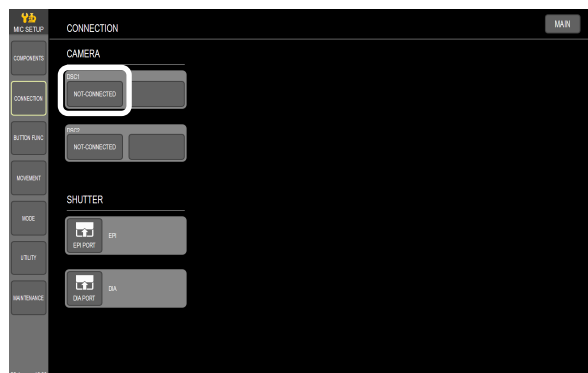 MIC SETUP
CONNECTION
MAIN
COMPONENTS
CONNECTION
BUTTON FUNC
MOVEMENT
MODE
UTILITY
MAINTENANCE
CAMERA
DSC1
NOT-CONNECTED
DSC2
NOT-CONNECTED
SHUTTER
EPI PORT
EPI
DIA PORT
DIA